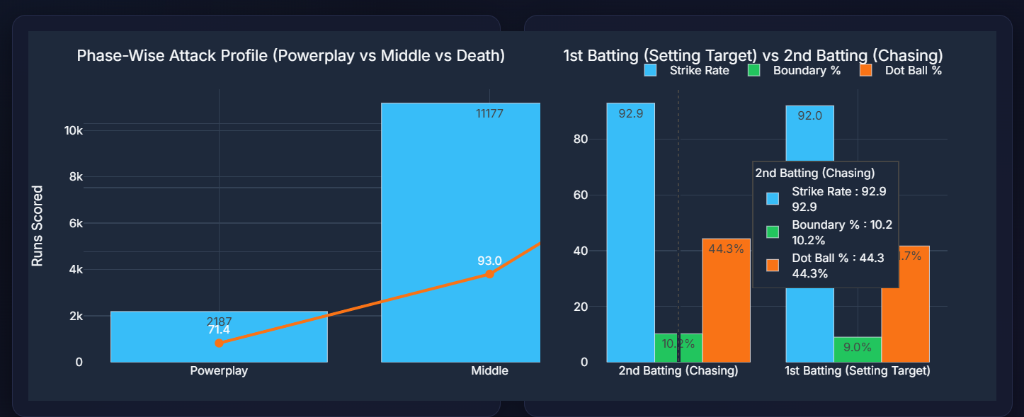 Phase-Wise Attack Profile (Powerplay vs Middle vs Death)
Runs Scored
10k
8k
6k
4k
2k
0
2187
71.4
11177
93.0
Powerplay
Middle
1st Batting (Setting Target) vs 2nd Batting (Chasing)
Strike Rate
Boundary %
Dot Ball %
80
60
40
20
0
92.9
10.2%
44.3%
92.0
9.0%
.7%
2nd Batting (Chasing)
Strike Rate : 92.9
92.9
Boundary % : 10.2
10.2%
Dot Ball % : 44.3
44.3%
2nd Batting (Chasing)
1st Batting (Setting Target)